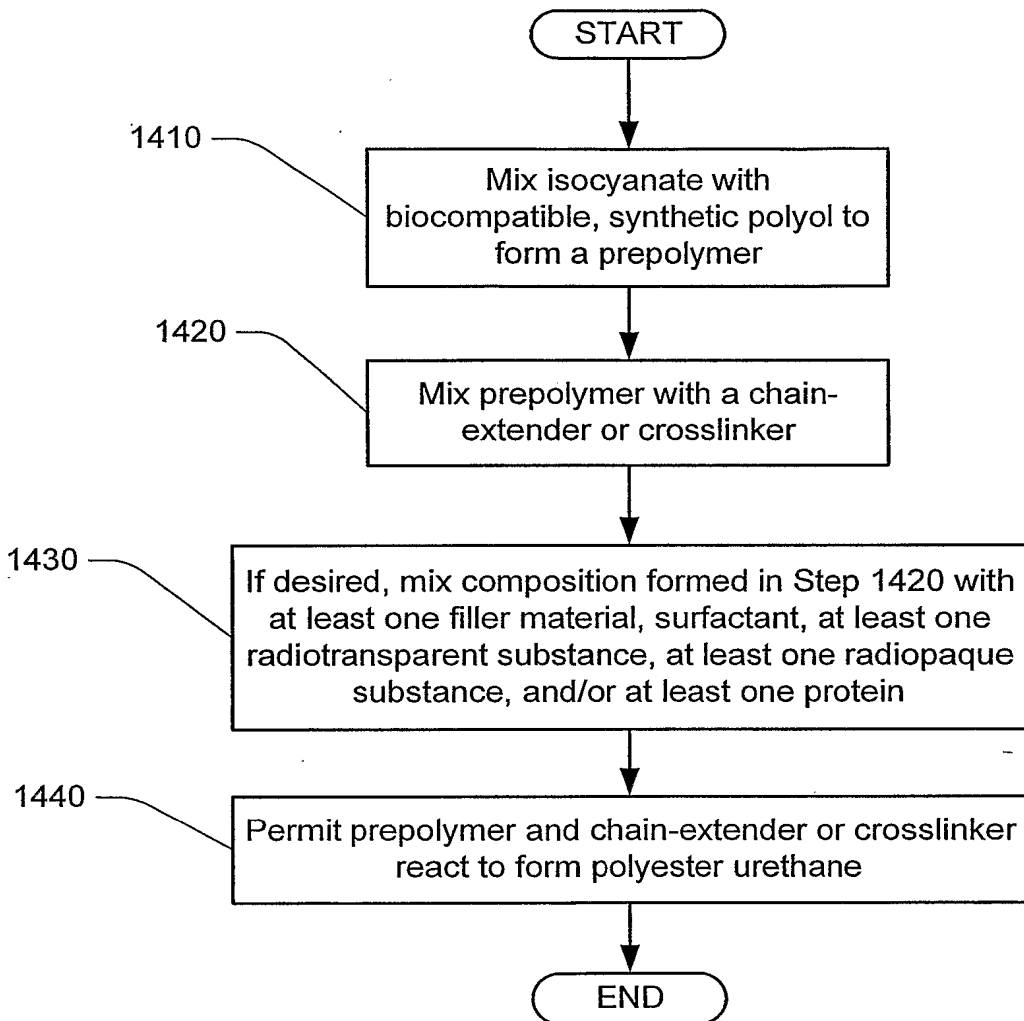 START
1410
Mix isocyanate with
biocompatible, synthetic polyol to
form a prepolymer
1420
Mix prepolymer with a chain-
extender or crosslinker
1430
If desired, mix composition formed in Step 1420 with
at least one filler material, surfactant, at least one
radiotransparent substance, at least one radiopaque
substance, and/or at least one protein
1440
Permit prepolymer and chain-extender or crosslinker
react to form polyester urethane
END